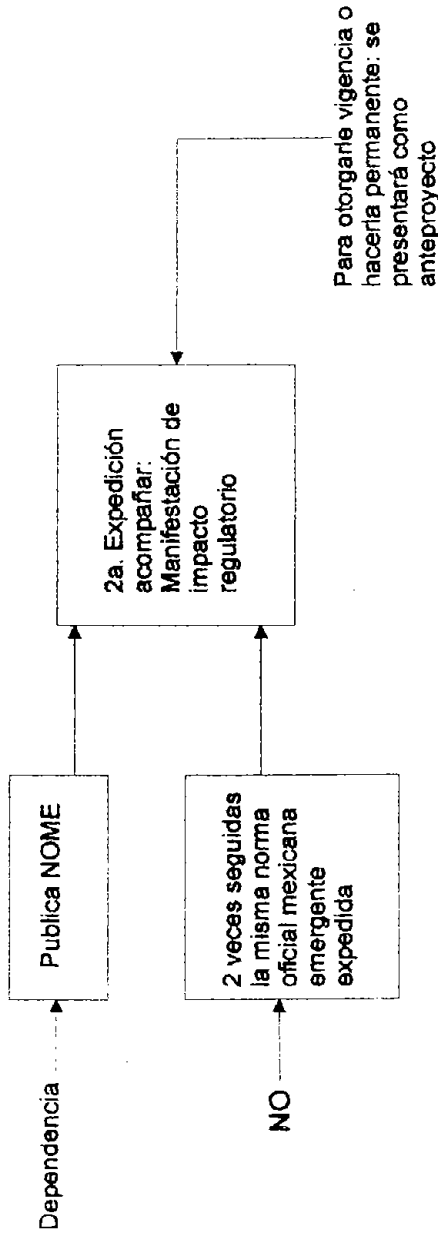 Dependencia
Publica NOME
NO
2 veces seguidas
la misma norma
oficial mexicana
emergente
expedida
2a. Expedición
acompañar:
Manifestación de
impacto
regulatorio
Para otorgarle vigencia o
hacerla permanente: se
presentará como
anteproyecto